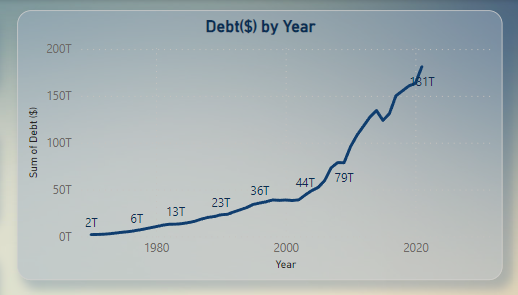 Debt($) by Year
200T
150T
100T
50T
0T
Sum of Debt ($)
2T
6T
13T
23T
36T
44T
79T
181T
1980
2000
2020
Year